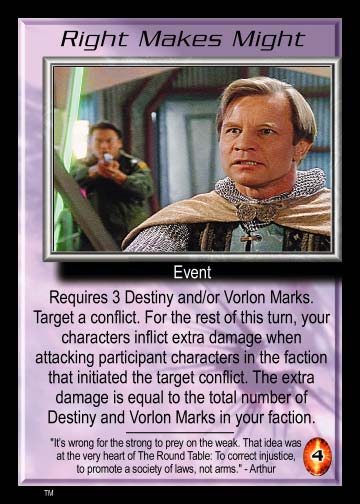 Right Makes Might
Event
Requires 3 Destiny and/or Vorlon Marks.
Target a conflict. For the rest of this turn, your
characters inflict extra damage when
attacking participant characters in the faction
that initiated the target conflict. The extra
damage is equal to the total number of
Destiny and Vorlon Marks in your faction.
"It's wrong for the strong to prey on the weak. That idea was
at the very heart of The Round Table: To correct injustice,
to promote a society of laws, not arms." - Arthur
4
TM